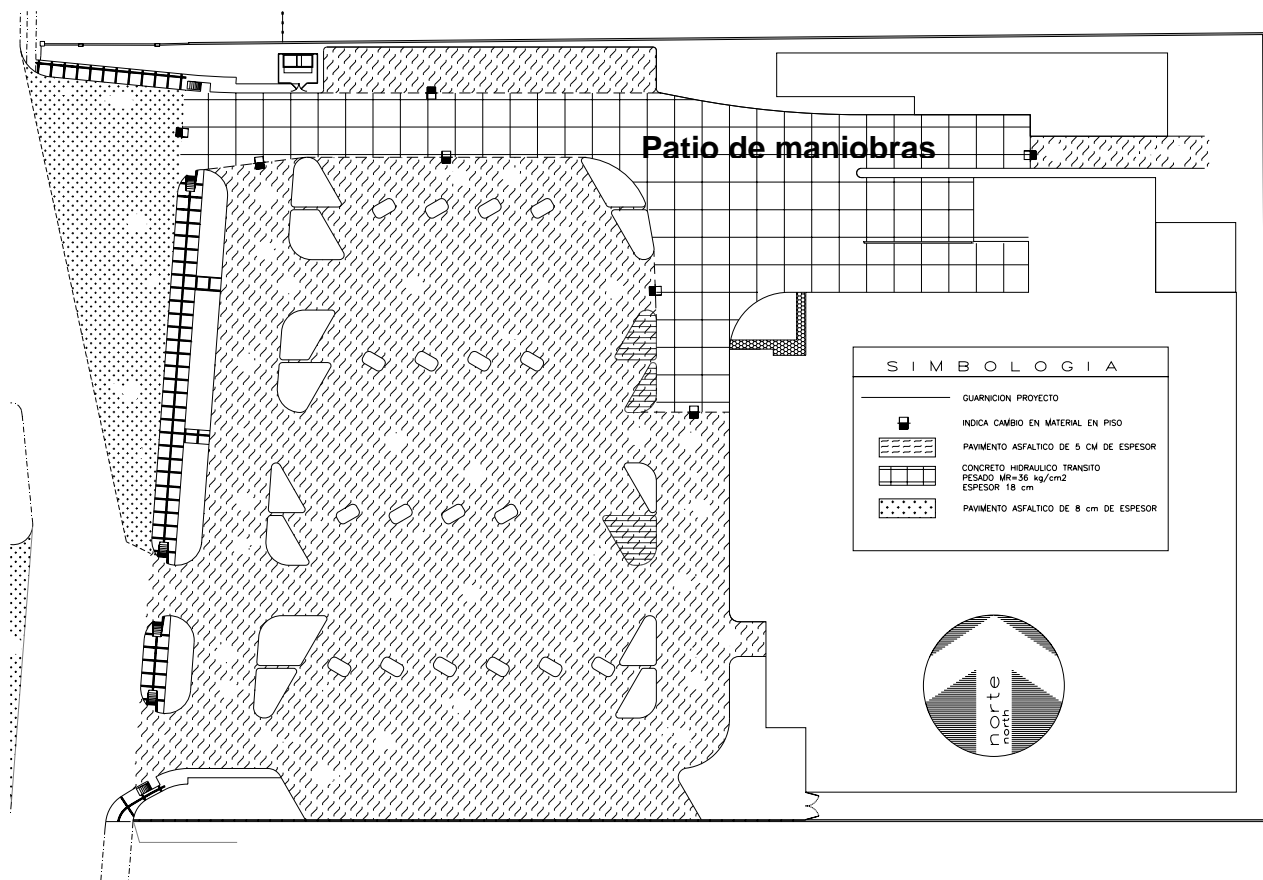 Patio de maniobras
SIMBOLOGIA
GUARNICION PROYECTO
INDICA CAMBIO EN MATERIAL EN PISO
PAVIMENTO ASFALTICO DE 5 CM DE ESPESOR
CONCRETO HIDRAULICO TRANSITO
PESADO MR=36 kg/cm2
ESPESOR 18 cm
PAVIMENTO ASFALTICO DE 8 cm DE ESPESOR
norte
north